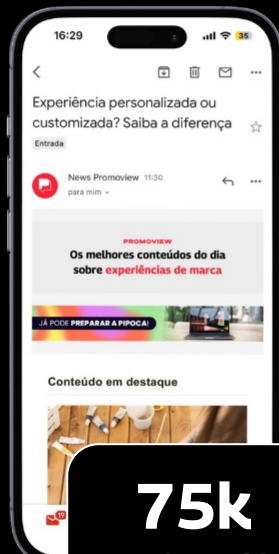 16:29
35
Experiência personalizada ou
customizada? Saiba a diferença
Entrada
News Promoview 11:30
para mim
PROMOVIEW
Os melhores conteúdos do dia
sobre experiências de marca
JÁ PODE PREPARAR A PIPOCA!
Conteúdo em destaque
19
75k